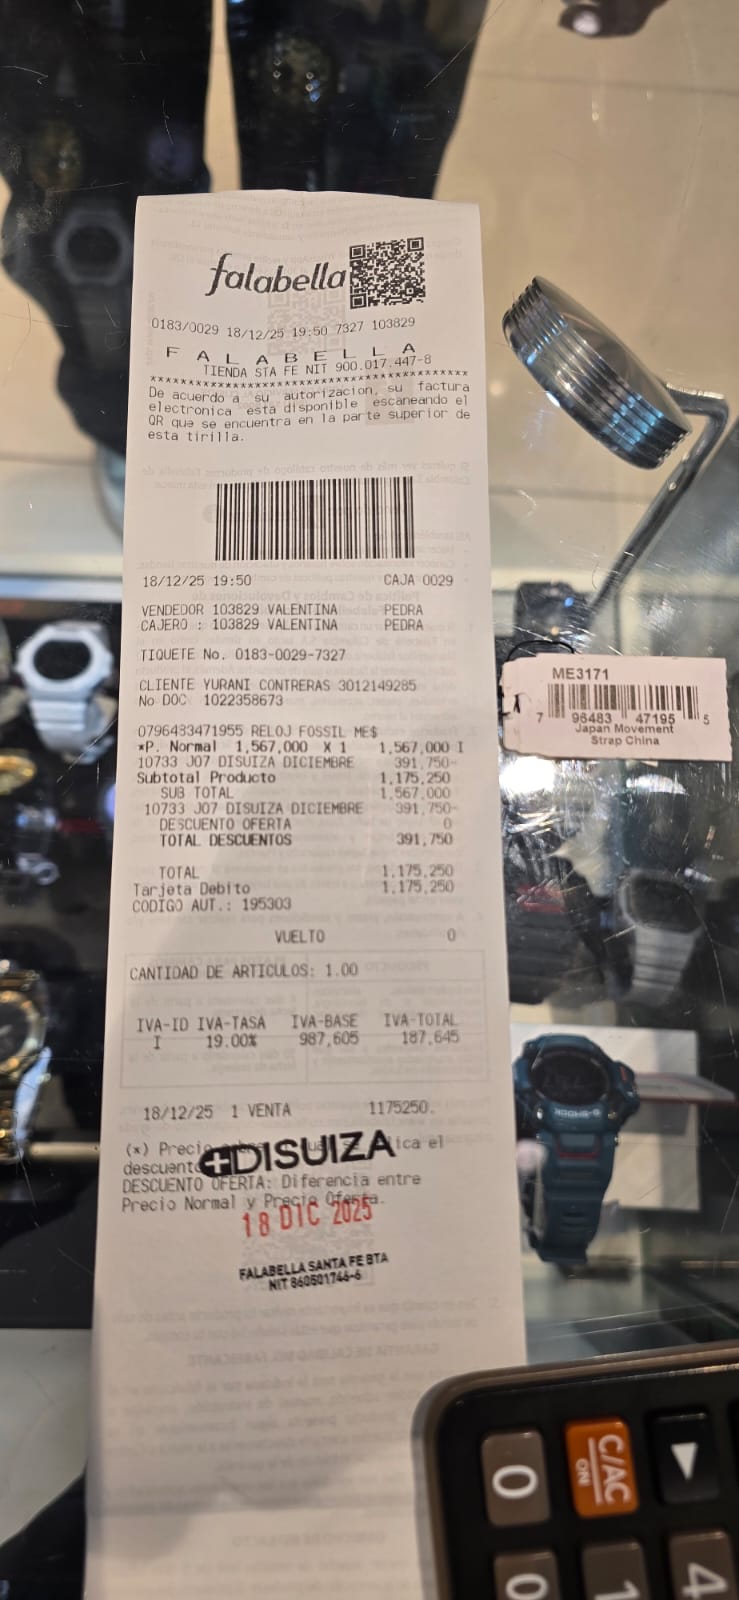 falabella
0183/0029 18/12/25 19:50 7327 103829
F A L A B E L L A
TIENDA STA FE NIT 900.017.447-8
****************************************
De acuerdo a su autorizacion, su factura
electronica esta disponible escaneando el
QR que se encuentra en la parte superior de
esta tirilla.
18/12/25 19:50 CAJA 0029
VENDEDOR 103829 VALENTINA PEDRA
CAJERO : 103829 VALENTINA PEDRA
TIQUETE No. 0183-0029-7327
CLIENTE YURANI CONTRERAS 3012149285
No DOC 1022358673
0796483471955 RELOJ FOSSIL ME$
*P. Normal 1,567,000 X 1 1,567,000 I
10733 J07 DISUIZA DICIEMBRE 391,750-
Subtotal Producto 1,175,250
SUB TOTAL 1,567,000
10733 J07 DISUIZA DICIEMBRE 391,750-
DESCUENTO OFERTA 0
TOTAL DESCUENTOS 391,750
TOTAL 1,175,250
Tarjeta Debito 1,175,250
CODIGO AUT.: 195303
VUELTO 0
CANTIDAD DE ARTICULOS: 1.00
IVA-ID IVA-TASA IVA-BASE IVA-TOTAL
I 19.00% 987,605 187,645
18/12/25 1 VENTA 1175250.
(*) Precio el
descuento
DISUIZA
DESCUENTO OFERTA: Diferencia entre
Precio Normal y Precio Oferta.
18 DIC 2025
FALABELLA SANTA FE BTA
NIT 860501746-6
ME3171
7 96483 47195 5
Japan Movement
Strap China
G-SHOCK
0 C/AC
ON
0 1 4